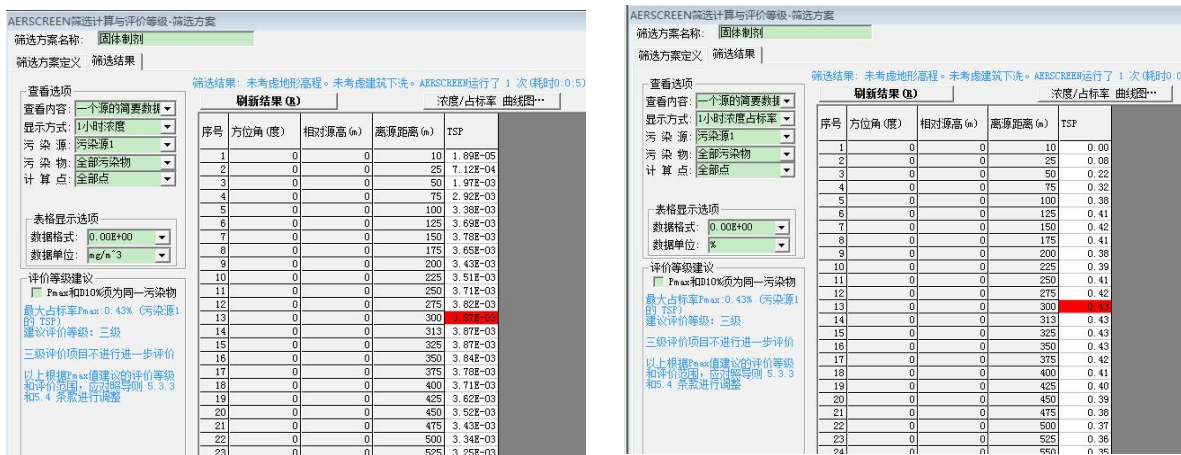 AERSCREEN筛选计算与评价等级-筛选方案
筛选方案名称: 固体制剂
筛选方案定义 筛选结果
筛选结果: 未考虑地形高程。未考虑建筑下洗。AERSCREEN运行了 1 次(耗时0:0:5)
查看选项
查看内容: 一个源的简要数据
显示方式: 1小时浓度
污 染 源: 污染源1
污 染 物: 全部污染物
计 算 点: 全部点
表格显示选项
数据格式: 0.00E+00
数据单位: mg/m^3
评价等级建议
Pmax和D10%须为同一污染物
最大占标率Pmax:0.43% (污染源1
的 TSP)
建议评价等级: 三级
三级评价项目不进行进一步评价
以上根据Pmax值建议的评价等级
和评价范围, 应对照导则 5.3.3
和5.4 条款进行调整
刷新结果(R) 浓度/占标率 曲线图…
序号 方位角(度) 相对源高(m) 离源距离(m) TSP
1 0 0 10 1.89E-05
2 0 0 25 7.12E-04
3 0 0 50 1.97E-03
4 0 0 75 2.92E-03
5 0 0 100 3.38E-03
6 0 0 125 3.69E-03
7 0 0 150 3.78E-03
8 0 0 175 3.65E-03
9 0 0 200 3.43E-03
10 0 0 225 3.51E-03
11 0 0 250 3.71E-03
12 0 0 275 3.82E-03
13 0 0 300 3.87E-03
14 0 0 313 3.87E-03
15 0 0 325 3.87E-03
16 0 0 350 3.84E-03
17 0 0 375 3.78E-03
18 0 0 400 3.71E-03
19 0 0 425 3.62E-03
20 0 0 450 3.52E-03
21 0 0 475 3.43E-03
22 0 0 500 3.34E-03
23 0 0 525 3.25E-03
AERSCREEN筛选计算与评价等级-筛选方案
筛选方案名称: 固体制剂
筛选方案定义 筛选结果
筛选结果: 未考虑地形高程。未考虑建筑下洗。AERSCREEN运行了 1 次(耗时0:
查看选项
查看内容: 一个源的简要数据
显示方式: 1小时浓度占标率
污 染 源: 污染源1
污 染 物: 全部污染物
计 算 点: 全部点
表格显示选项
数据格式: 0.00E+00
数据单位: %
评价等级建议
Pmax和D10%须为同一污染物
最大占标率Pmax:0.43% (污染源1
的 TSP)
建议评价等级: 三级
三级评价项目不进行进一步评价
以上根据Pmax值建议的评价等级
和评价范围, 应对照导则 5.3.3
和5.4 条款进行调整
刷新结果(R) 浓度/占标率 曲线图…
序号 方位角(度) 相对源高(m) 离源距离(m) TSP
1 0 0 10 0.00
2 0 0 25 0.08
3 0 0 50 0.22
4 0 0 75 0.32
5 0 0 100 0.38
6 0 0 125 0.41
7 0 0 150 0.42
8 0 0 175 0.41
9 0 0 200 0.38
10 0 0 225 0.39
11 0 0 250 0.41
12 0 0 275 0.42
13 0 0 300 0.43
14 0 0 313 0.43
15 0 0 325 0.43
16 0 0 350 0.43
17 0 0 375 0.42
18 0 0 400 0.41
19 0 0 425 0.40
20 0 0 450 0.39
21 0 0 475 0.38
22 0 0 500 0.37
23 0 0 525 0.36
24 0 0 550 0.35